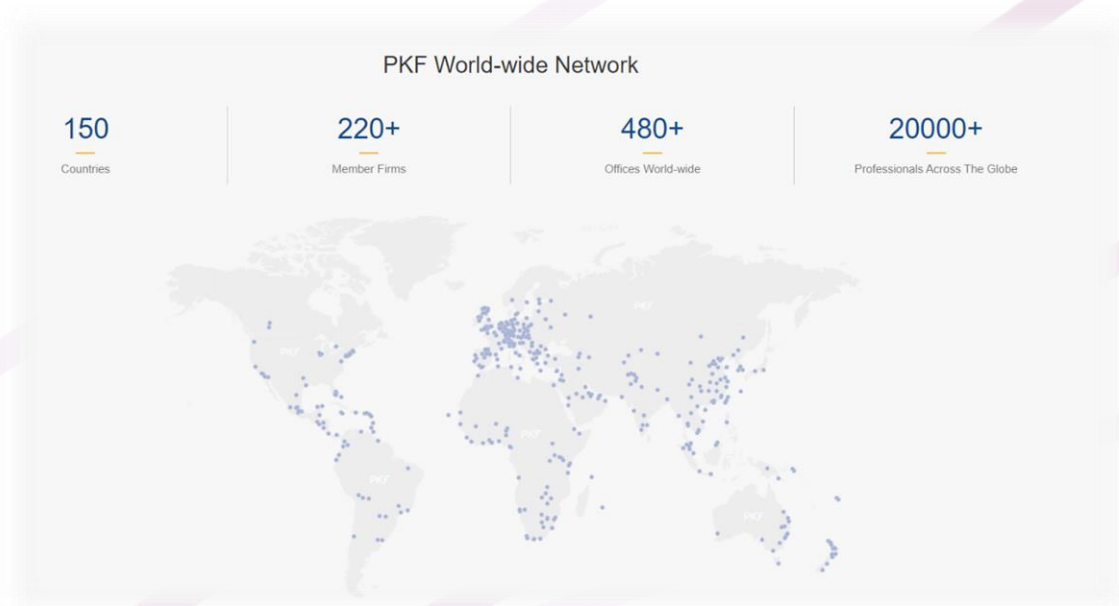 PKF World-wide Network
150
220+
480+
20000+
Countries
Member Firms
Offices World-wide
Professionals Across The Globe
PKF
PKF
PKF
PKF
PKF